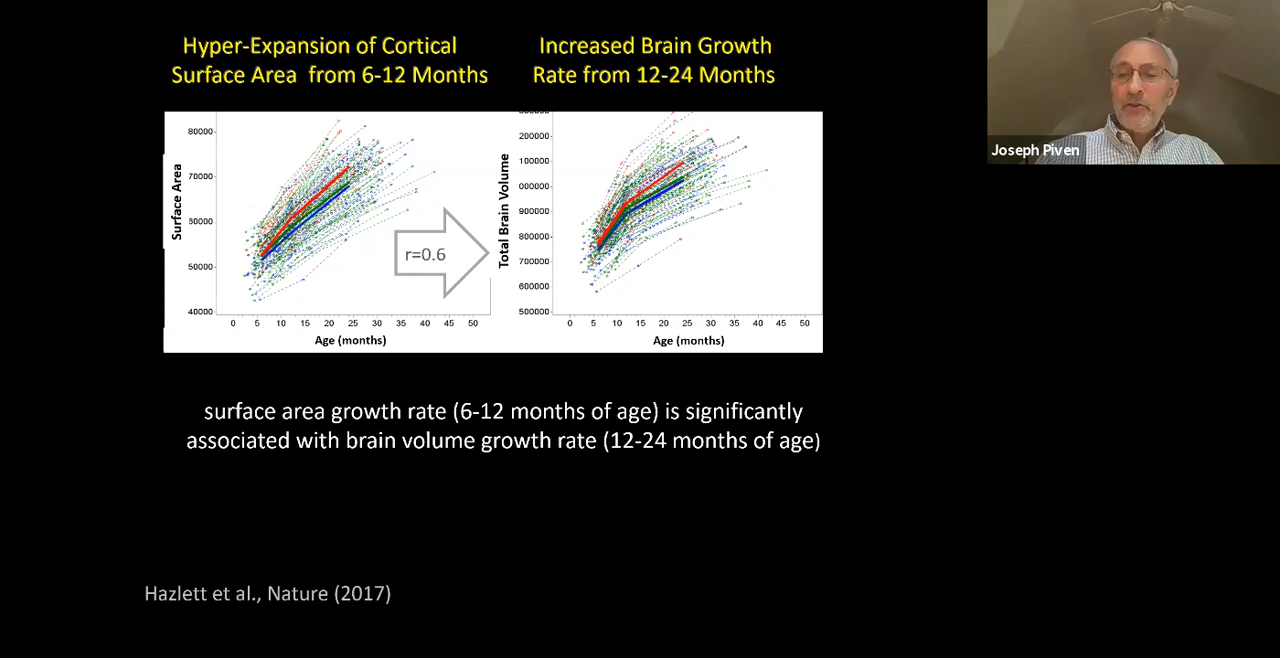 Hyper-Expansion of Cortical
Surface Area from 6-12 Months
Increased Brain Growth
Rate from 12-24 Months
Joseph Piven
Surface Area
80000
70000
60000
50000
40000
0 5 10 15 20 25 30 35 40 45 50
Age (months)
r=0.6
Total Brain Volume
200000
100000
000000
900000
800000
700000
600000
500000
0 5 10 15 20 25 30 35 40 45 50
Age (months)
surface area growth rate (6-12 months of age) is significantly
associated with brain volume growth rate (12-24 months of age)
Hazlett et al., Nature (2017)